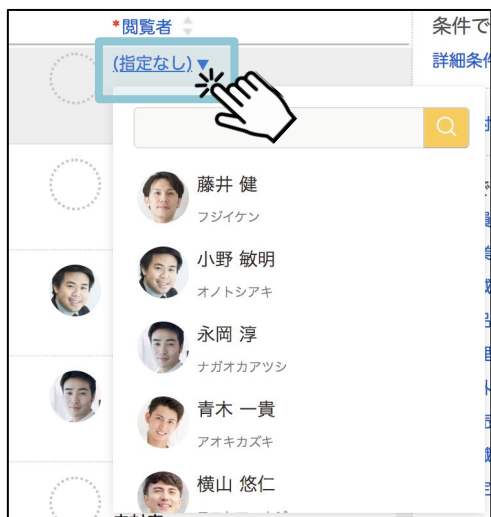 *閲覧者
条件で
(指定なし)▼
詳細条件
藤井 健
フジイケン
小野 敏明
オノトシアキ
永岡 淳
ナガオカアツシ
青木 一貴
アオキカズキ
横山 悠仁